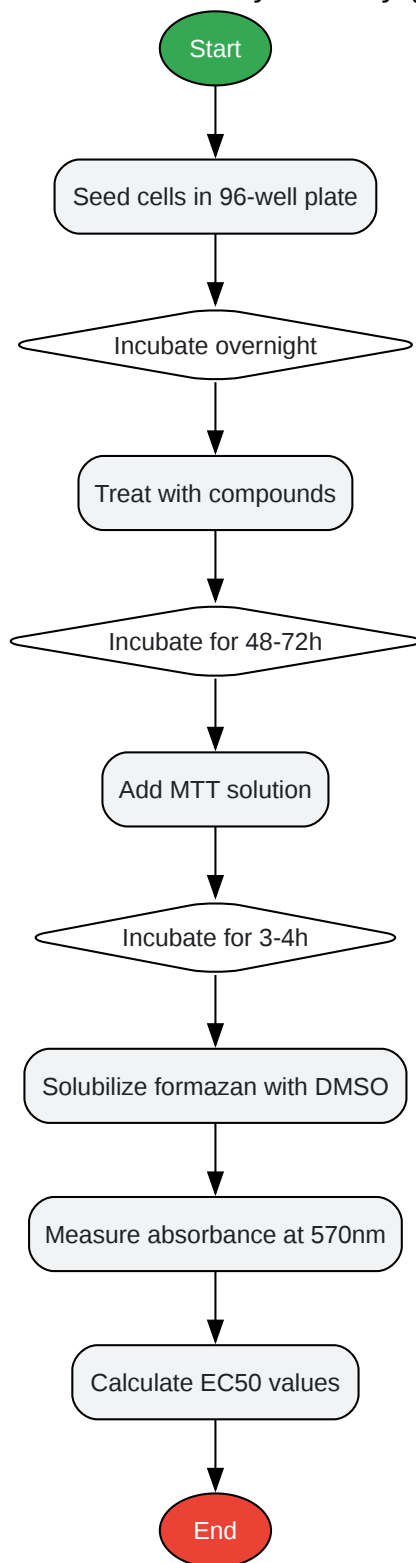 Start
Seed cells in 96-well plate
Incubate overnight
Treat with compounds
Incubate for 48-72h
Add MTT solution
Incubate for 3-4h
Solubilize formazan with DMSO
Measure absorbance at 570nm
Calculate EC50 values
End